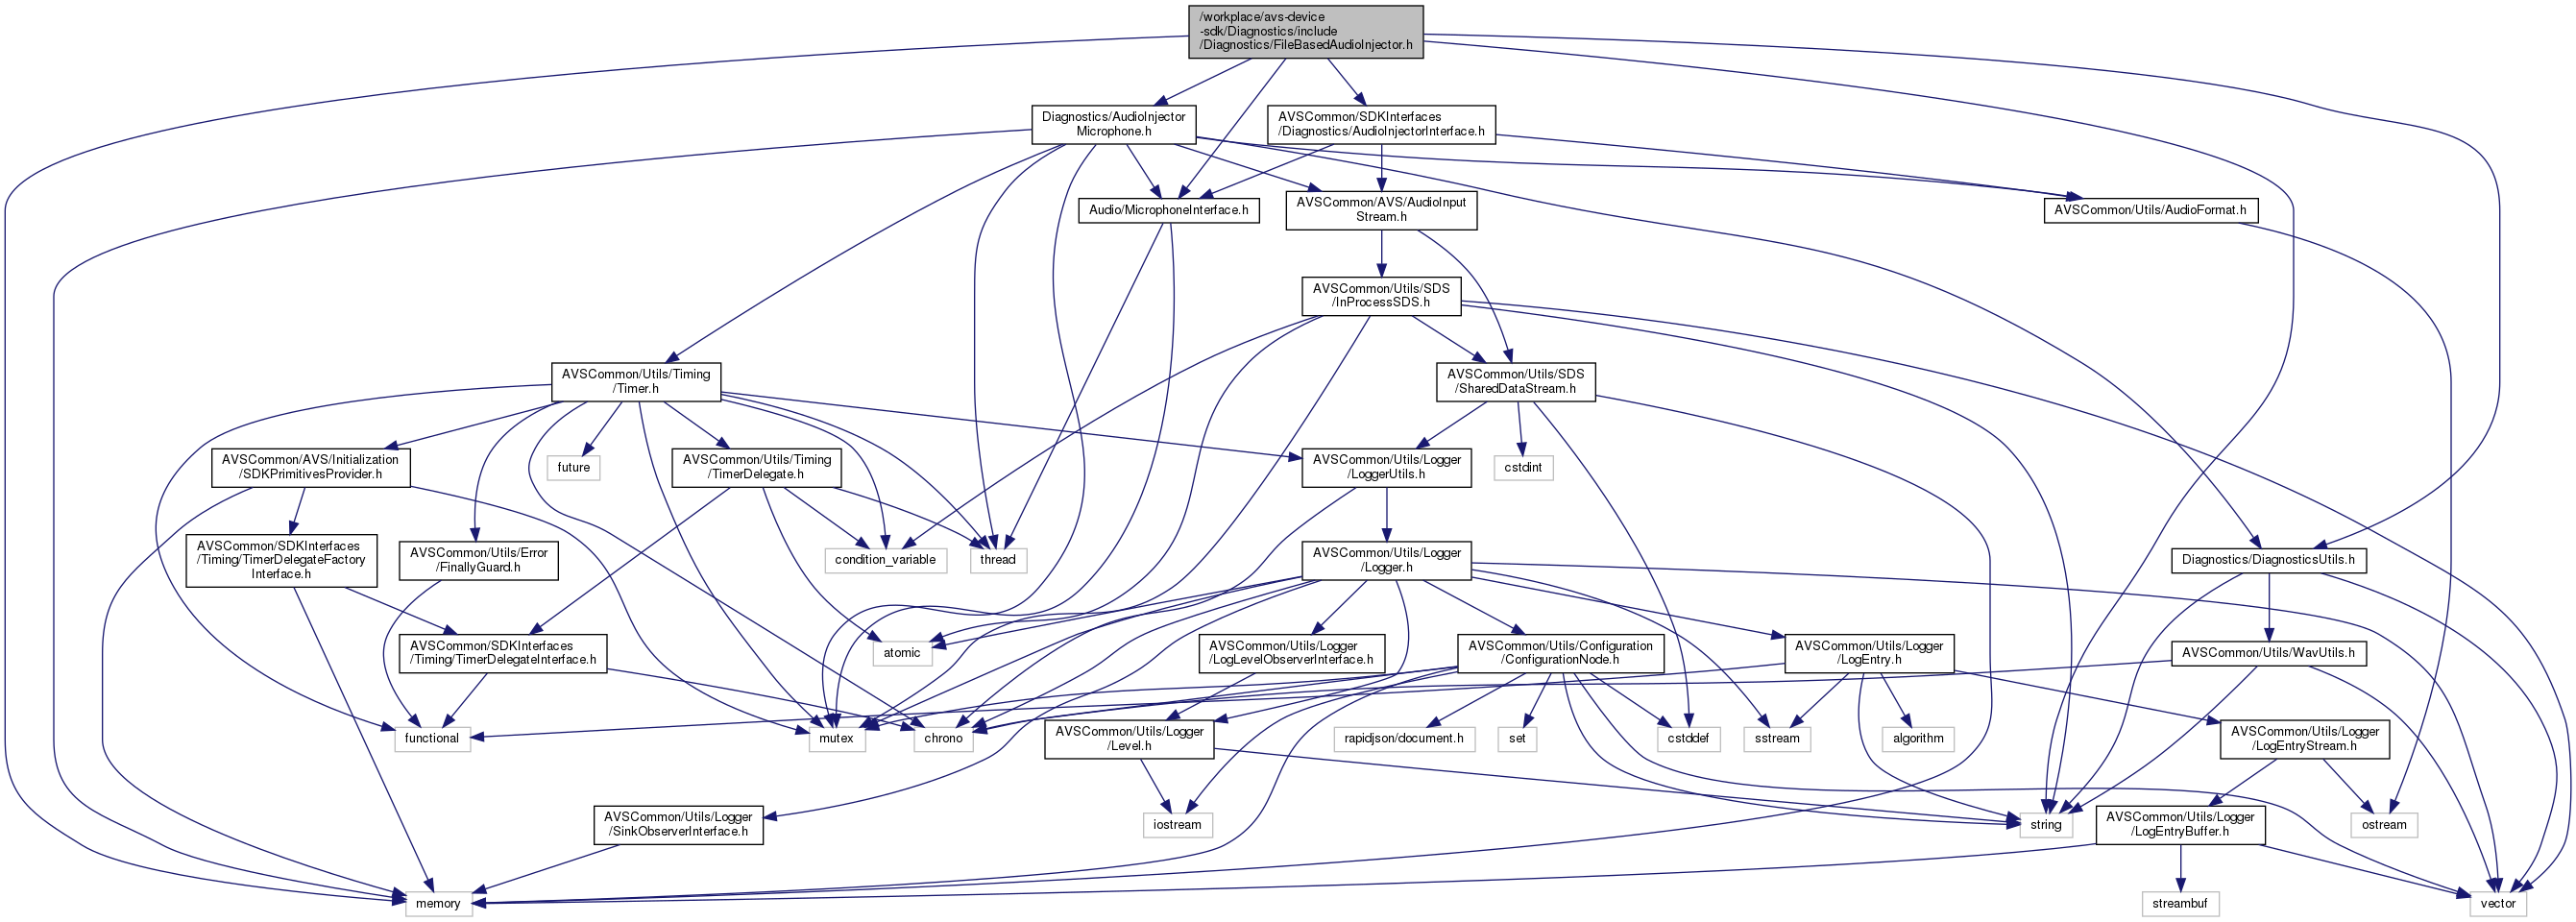 /workplace/avs-device
-sdk/Diagnostics/include
/Diagnostics/FileBasedAudioInjector.h
Diagnostics/AudioInjector
Microphone.h
AVSCommon/SDKInterfaces
/Diagnostics/AudioInjectorInterface.h
Audio/MicrophoneInterface.h
AVSCommon/AVS/AudioInput
Stream.h
AVSCommon/Utils/AudioFormat.h
AVSCommon/Utils/SDS
/InProcessSDS.h
AVSCommon/Utils/Timing
/Timer.h
AVSCommon/Utils/SDS
/SharedDataStream.h
AVSCommon/AVS/Initialization
/SDKPrimitivesProvider.h
future
AVSCommon/Utils/Timing
/TimerDelegate.h
AVSCommon/Utils/Logger
/LoggerUtils.h
cstdint
AVSCommon/SDKInterfaces
/Timing/TimerDelegateFactory
Interface.h
AVSCommon/Utils/Error
/FinallyGuard.h
condition_variable
thread
AVSCommon/Utils/Logger
/Logger.h
Diagnostics/DiagnosticsUtils.h
AVSCommon/SDKInterfaces
/Timing/TimerDelegateInterface.h
atomic
AVSCommon/Utils/Logger
/LogLevelObserverInterface.h
AVSCommon/Utils/Configuration
/ConfigurationNode.h
AVSCommon/Utils/Logger
/LogEntry.h
AVSCommon/Utils/WavUtils.h
functional
mutex
chrono
AVSCommon/Utils/Logger
/Level.h
rapidjson/document.h
set
cstddef
sstream
algorithm
AVSCommon/Utils/Logger
/LogEntryStream.h
AVSCommon/Utils/Logger
/SinkObserverInterface.h
iostream
string
AVSCommon/Utils/Logger
/LogEntryBuffer.h
ostream
memory
streambuf
vector